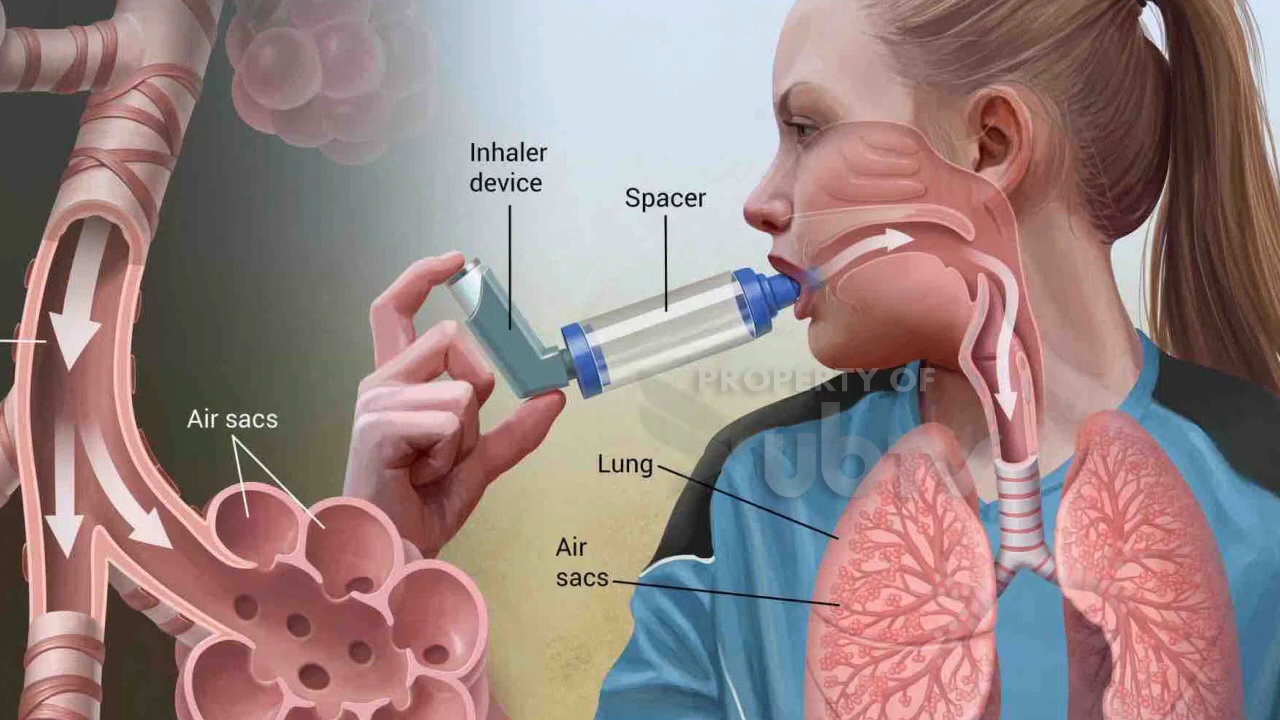 Inhaler
device
Spacer
PROPERTY OF
Air sacs
Lung
Air
sacs